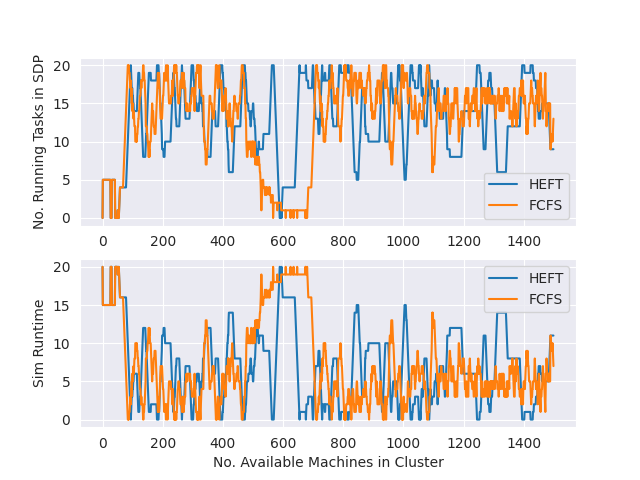 No. Running Tasks in SDP
20
15
10
5
0
HEFT
FCFS
0 200 400 600 800 1000 1200 1400
Sim Runtime
20
15
10
5
0
HEFT
FCFS
0 200 400 600 800 1000 1200 1400
No. Available Machines in Cluster